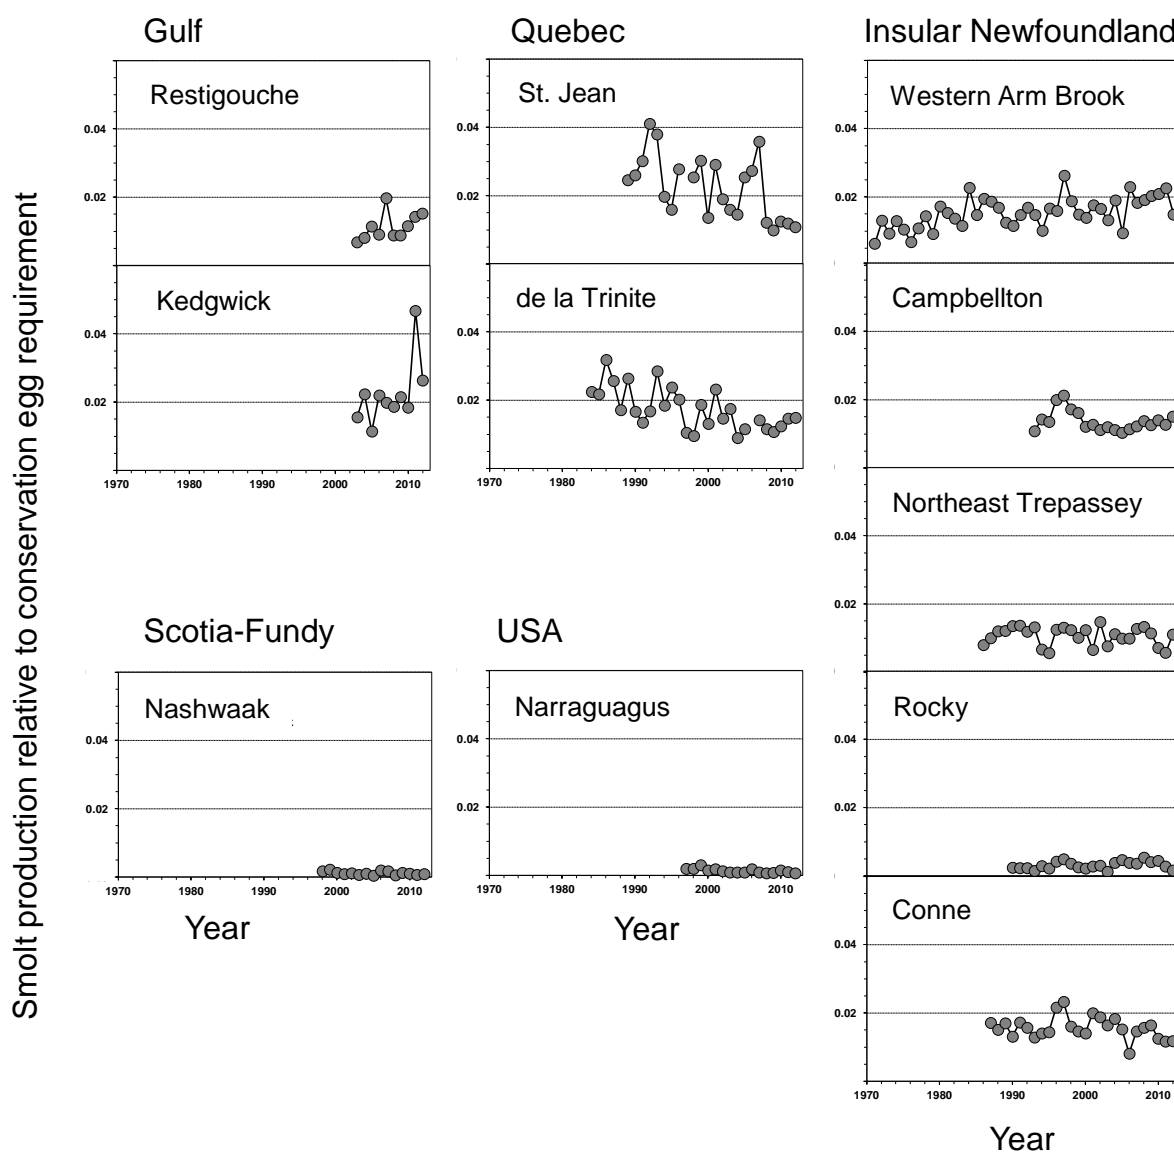 Gulf
Quebec
Insular Newfoundland
Smolt production relative to conservation egg requirement
Restigouche
0.04
0.02
Kedgwick
0.04
0.02
1970 1980 1990 2000 2010
St. Jean
0.04
0.02
de la Trinite
0.04
0.02
1970 1980 1990 2000 2010
Western Arm Brook
0.04
0.02
Campbellton
0.04
0.02
Northeast Trepassey
0.04
0.02
Rocky
0.04
0.02
Conne
0.04
0.02
1970 1980 1990 2000 2010
Year
Scotia-Fundy
Nashwaak
0.04
0.02
1970 1980 1990 2000 2010
Year
USA
Narraguagus
0.04
0.02
1970 1980 1990 2000 2010
Year